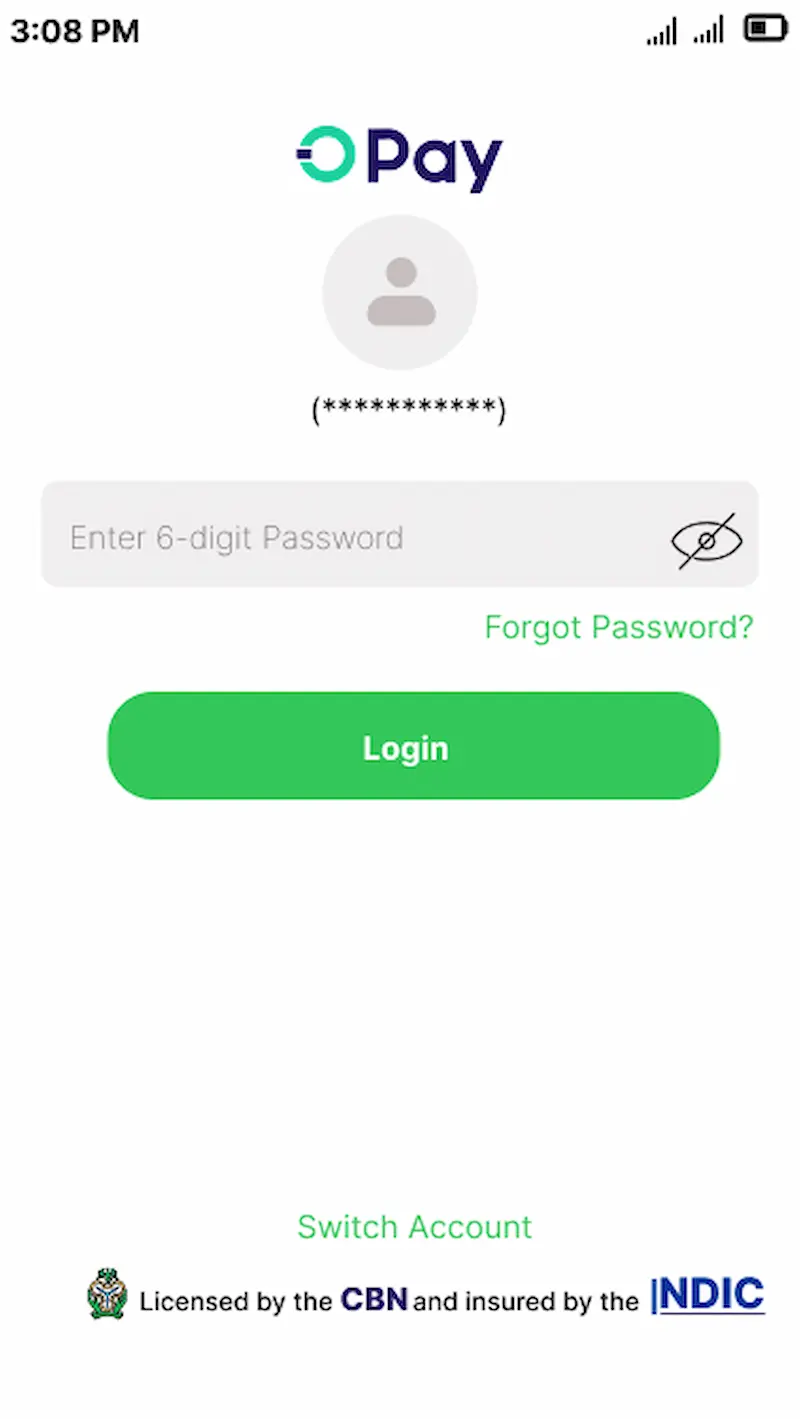 3:08 PM
OPay
(***********)
Enter 6-digit Password
Forgot Password?
Login
Switch Account
Licensed by the CBN and insured by the NDIC